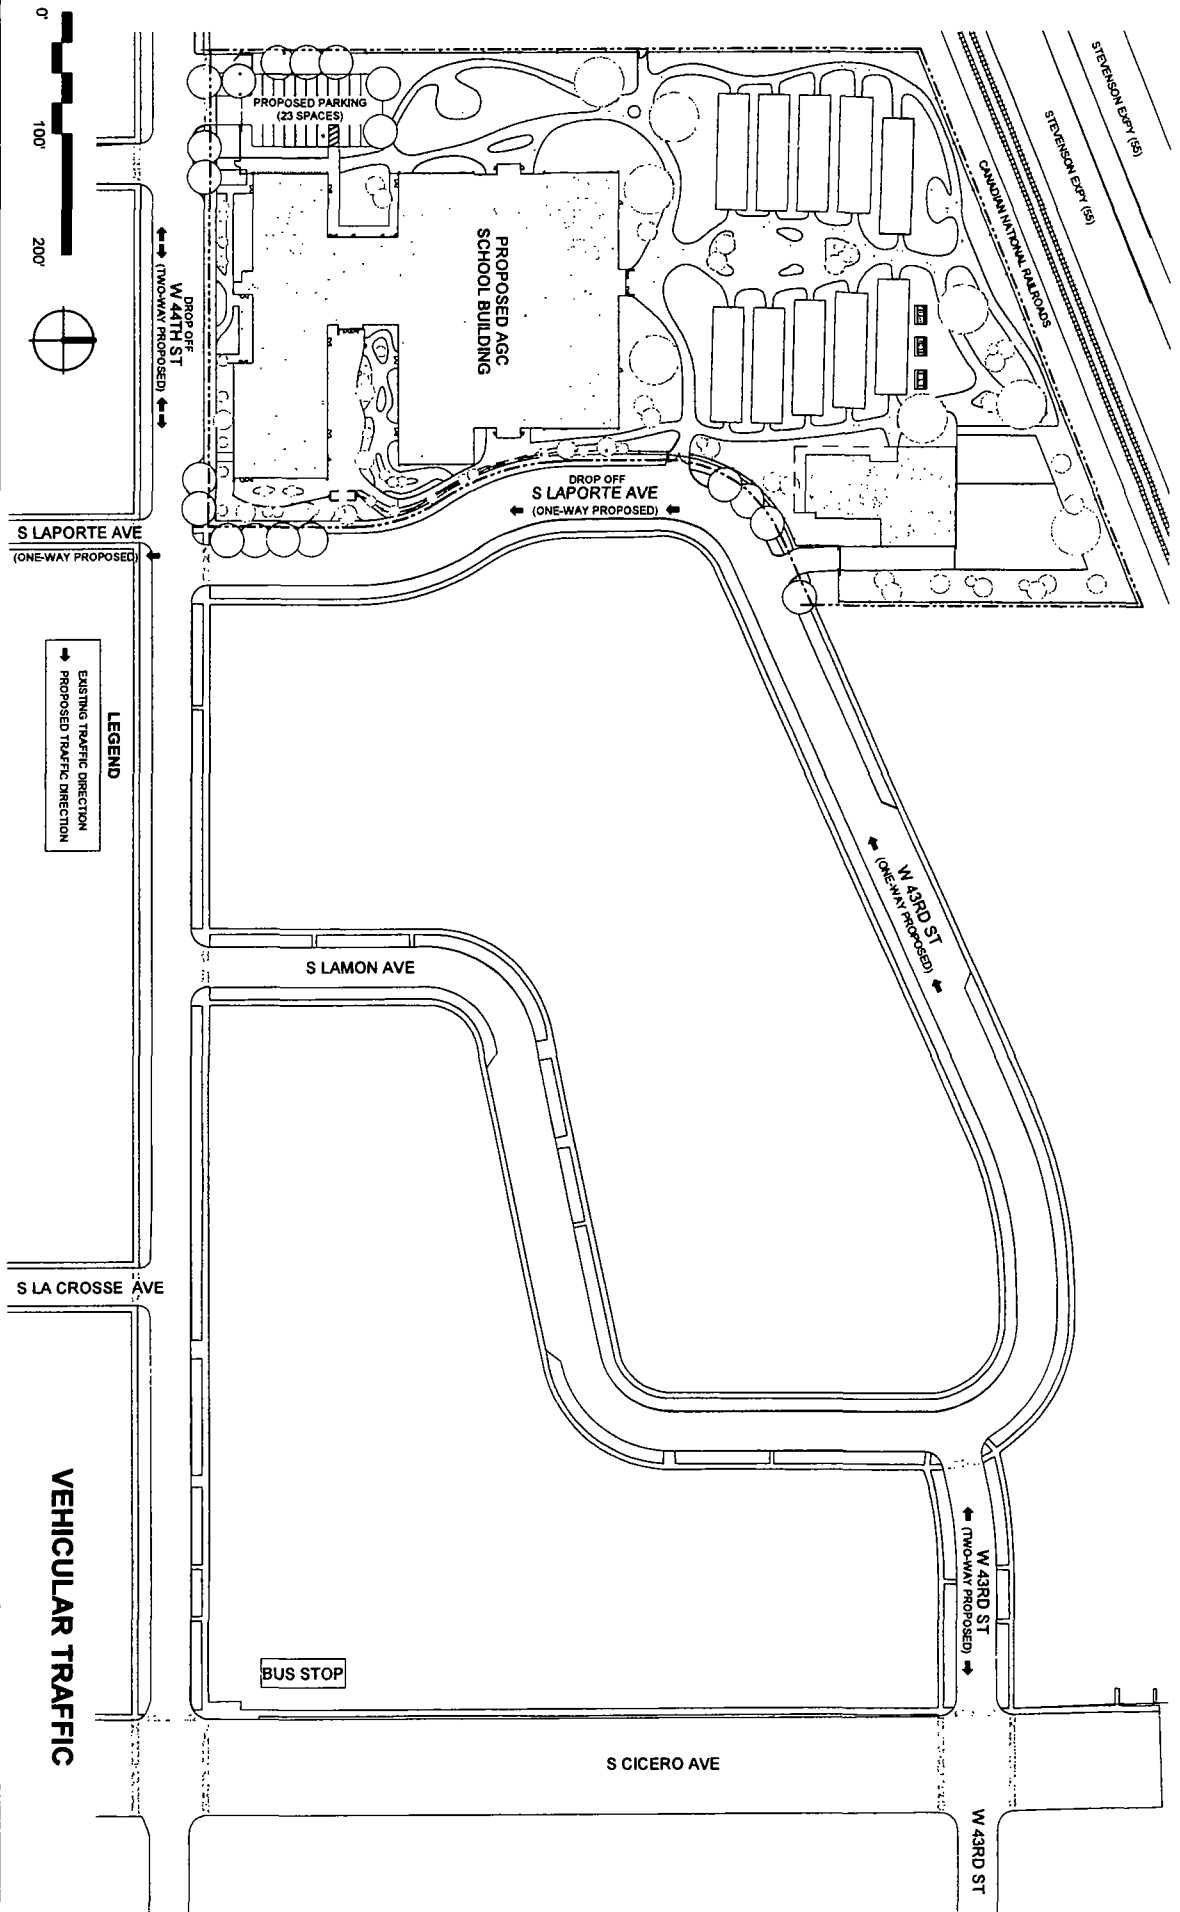 STEVENSON EXPY (55)
STEVENSON EXPY (55)
CANADIAN NATIONAL RAILROADS
PROPOSED PARKING
(23 SPACES)
PROPOSED AGC
SCHOOL BUILDING
0'
100'
200'
DROP OFF
W 44TH ST
(TWO-WAY PROPOSED)
DROP OFF
S LAPORTE AVE
(ONE-WAY PROPOSED)
S LAPORTE AVE
(ONE-WAY PROPOSED)
LEGEND
EXISTING TRAFFIC DIRECTION
PROPOSED TRAFFIC DIRECTION
W 43RD ST
(ONE-WAY PROPOSED)
S LAMON AVE
S LA CROSSE AVE
W 43RD ST
(TWO-WAY PROPOSED)
BUS STOP
S CICERO AVE
W 43RD ST
VEHICULAR TRAFFIC